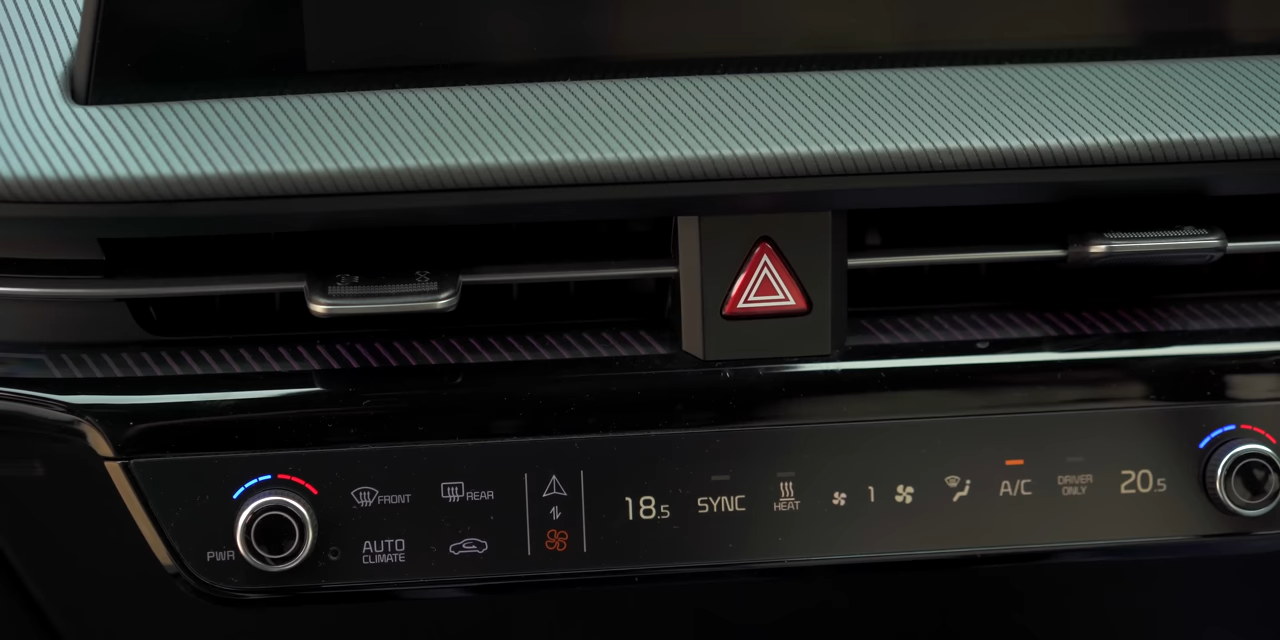 PWR
FRONT
REAR
AUTO
CLIMATE
18.5
SYNC
HEAT
1
A/C
DRIVER
ONLY
20.5